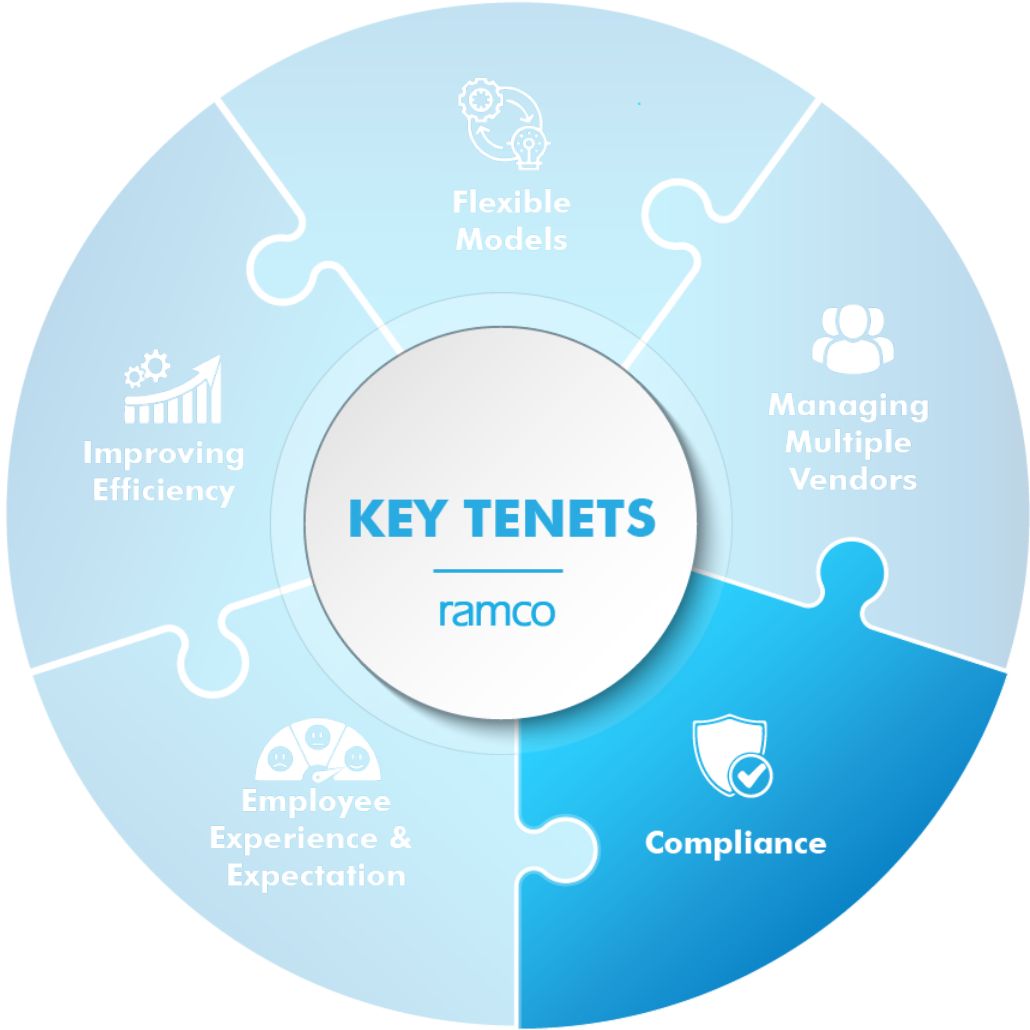 Flexible
Models
Managing
Multiple
Vendors
Improving
Efficiency
KEY TENETS
ramco
Employee
Experience &
Expectation
Compliance